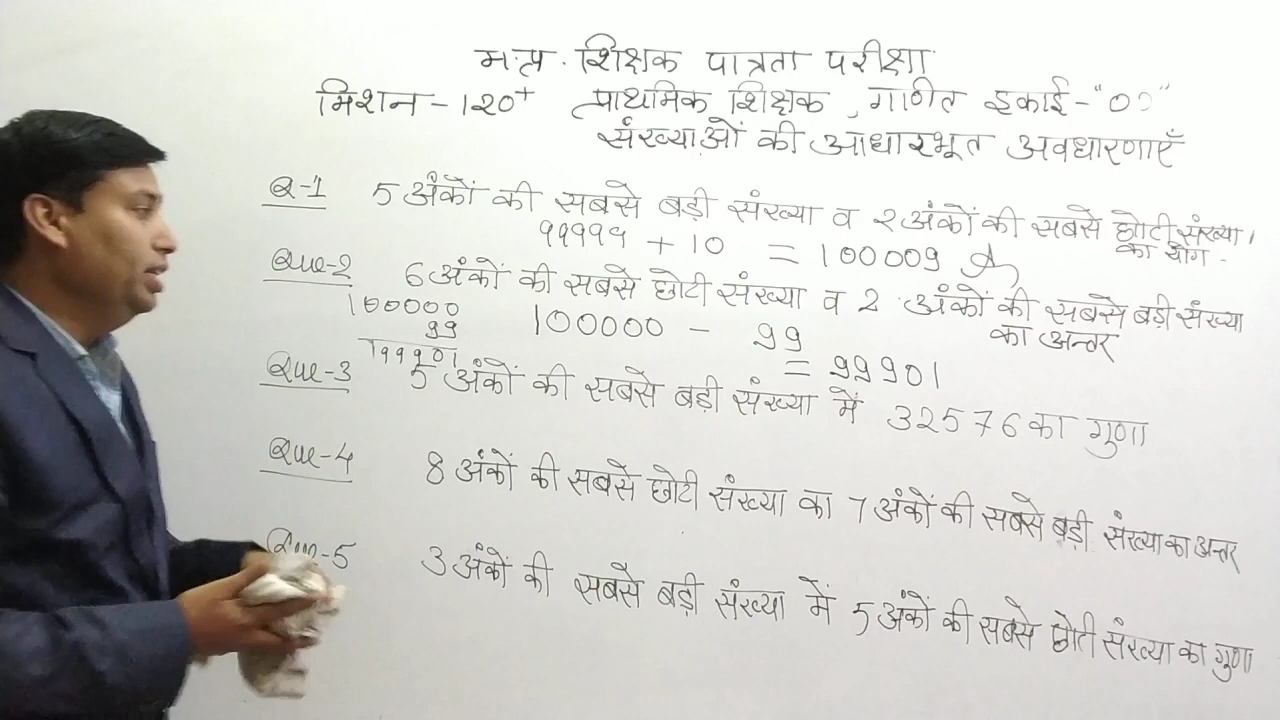 म.प्र. शिक्षक पात्रता परीक्षा
मिशन - 120+ प्राथमिक शिक्षक, गणित इकाई-"00"
संख्याओं की आधारभूत अवधारणाएँ
Q-1 5 अंकों की सबसे बड़ी संख्या व 2 अंकों की सबसे छोटी संख्या,
का योग -
99999 + 10 = 100009
Que-2 6 अंकों की सबसे छोटी संख्या व 2 अंकों की सबसे बड़ी संख्या
का अन्तर
100000
99
99901
100000 - 99
= 99901
Que-3 5 अंकों की सबसे बड़ी संख्या में 32576 का गुणा
Que-4 8 अंकों की सबसे छोटी संख्या का 7 अंकों की सबसे बड़ी संख्या का अन्तर
Que-5 3 अंकों की सबसे बड़ी संख्या में 5 अंकों की सबसे छोटी संख्या का गुणा